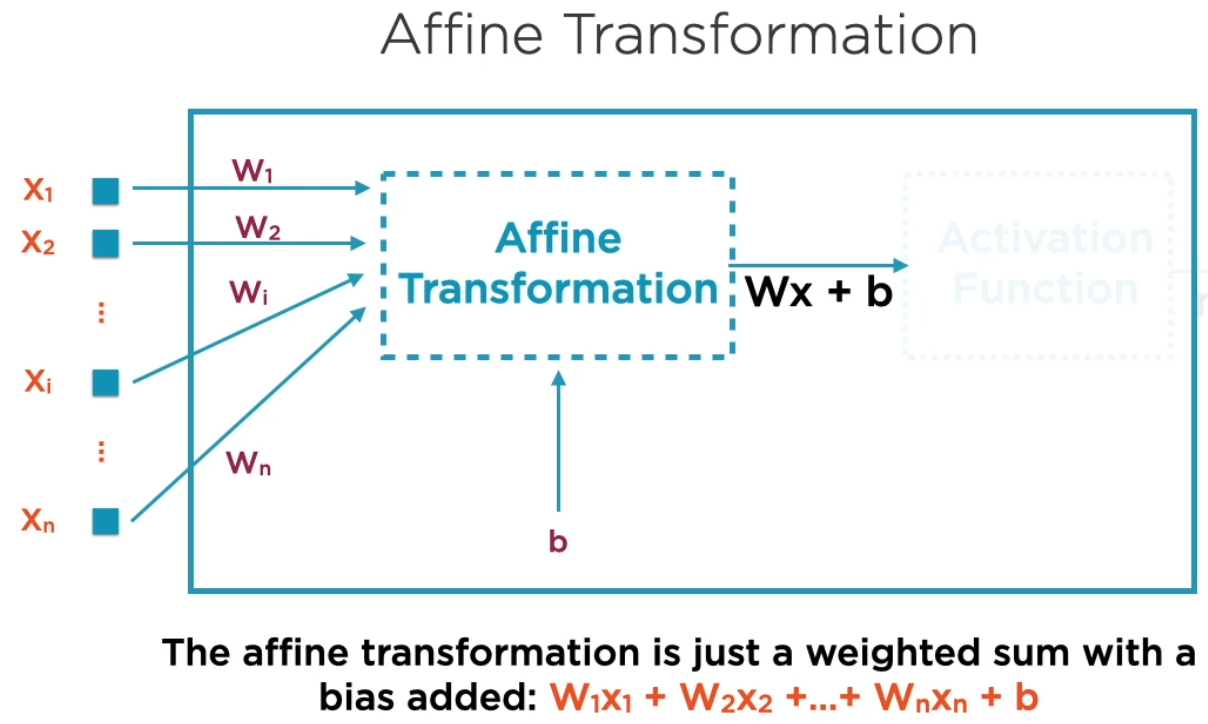 Affine Transformation
X₁
W₁
X₂
W₂
Wᵢ
⋮
Xᵢ
⋮
Wₙ
Xₙ
b
Affine
Transformation
Wx + b
Activation
Function
The affine transformation is just a weighted sum with a
bias added: W₁x₁ + W₂x₂ +...+ Wₙxₙ + b